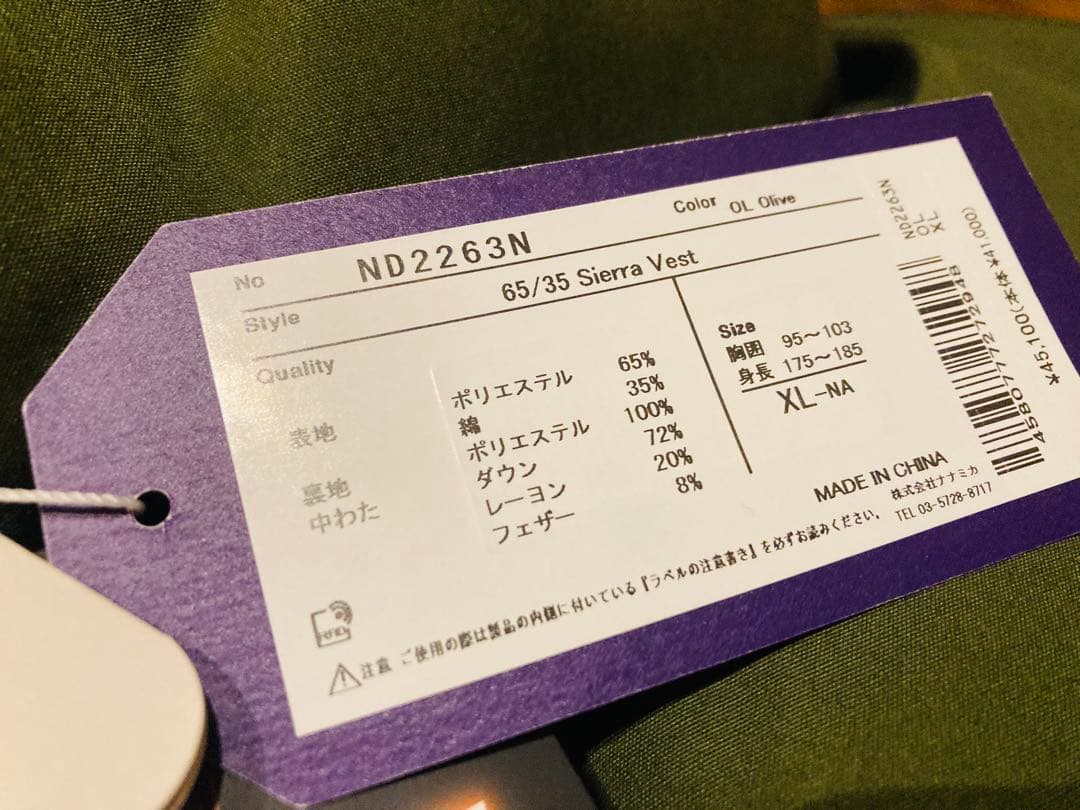 No ND2263N Color OL Olive
Style 65/35 Sierra Vest
Quality
表地 ポリエステル 65%
綿 35%
裏地 ポリエステル 100%
中わた ダウン 72%
レーヨン 20%
フェザー 8%
Size
胸囲 95〜103
身長 175〜185
XL-NA
MADE IN CHINA
株式会社ナナミカ
TEL 03-5728-8717
注意 ご使用の際は製品の内側に付いている『ラベルの注意書き』を必ずお読みください。
ND2263N
OL
XL
¥45,100(本体¥41,000)